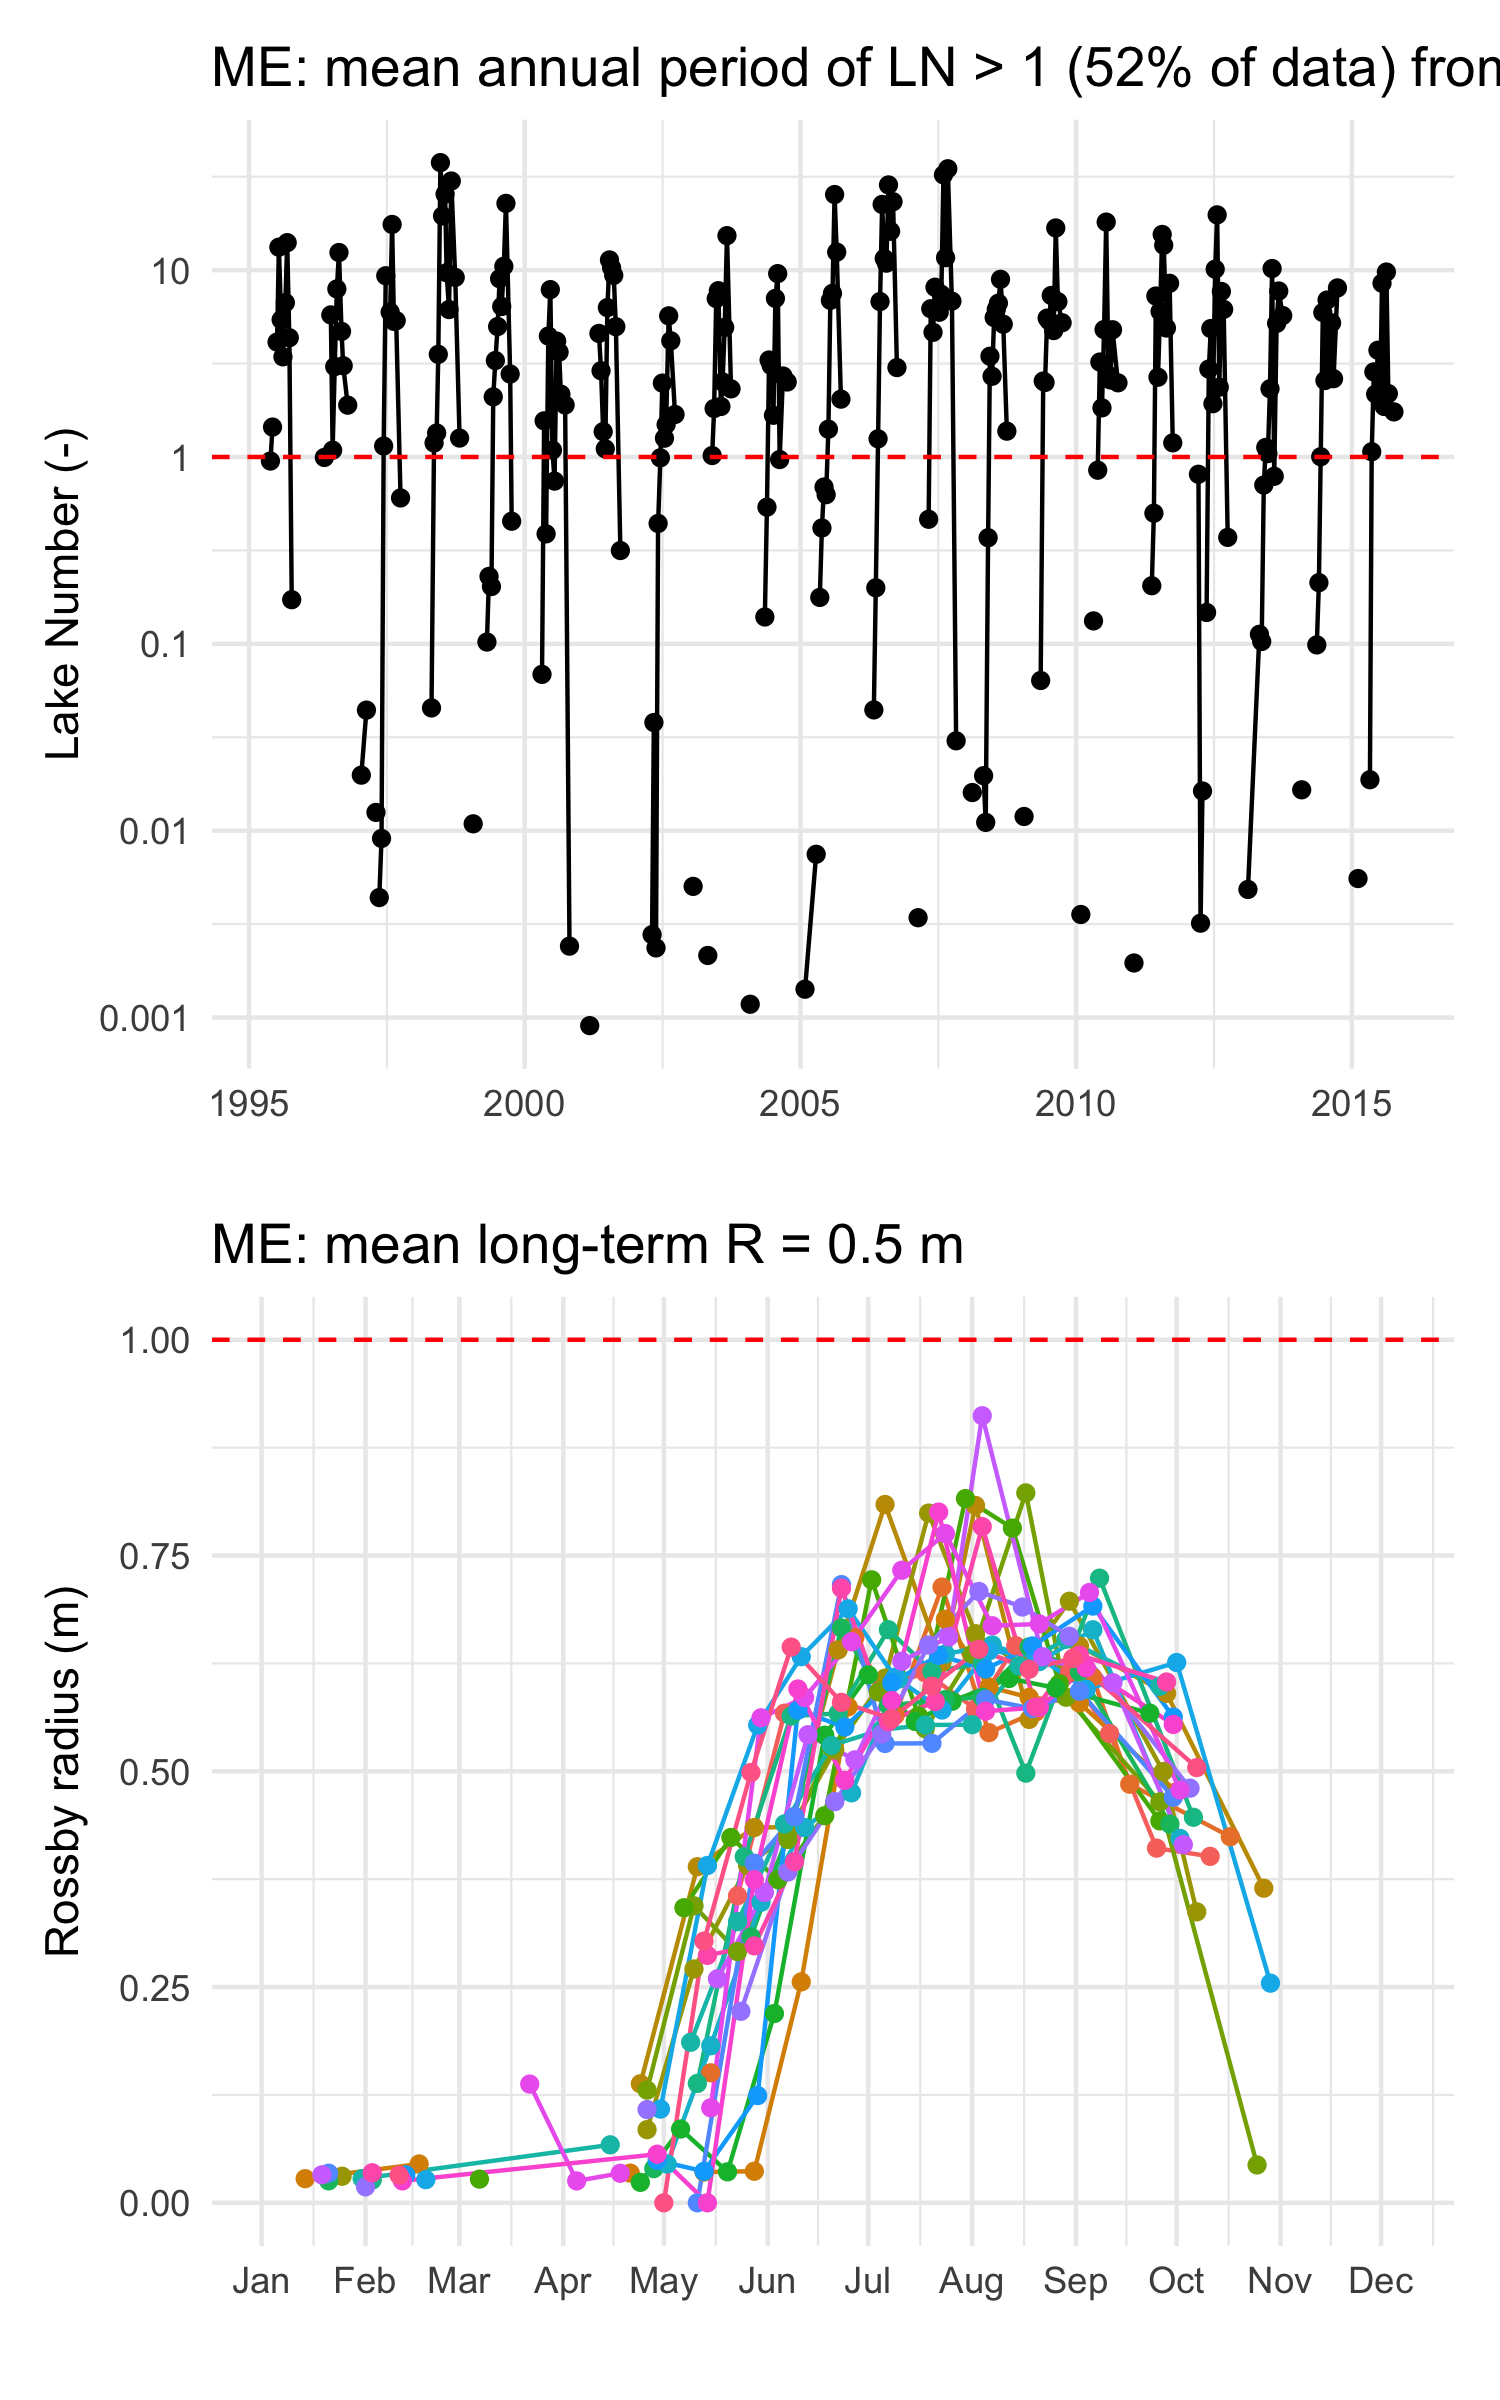 ME: mean annual period of LN > 1 (52% of data) from
Lake Number (-)
10
1
0.1
0.01
0.001
1995 2000 2005 2010 2015
ME: mean long-term R = 0.5 m
Rossby radius (m)
1.00
0.75
0.50
0.25
0.00
Jan Feb Mar Apr May Jun Jul Aug Sep Oct Nov Dec